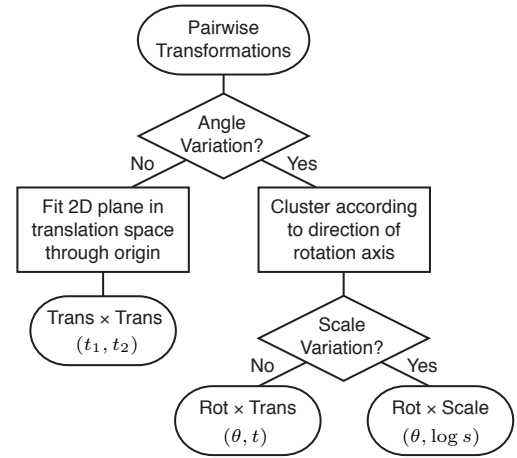 Pairwise
Transformations
Angle
Variation?
No
Yes
Fit 2D plane in
translation space
through origin
Cluster according
to direction of
rotation axis
Trans × Trans
(t₁, t₂)
Scale
Variation?
No
Yes
Rot × Trans
(θ, t)
Rot × Scale
(θ, log s)